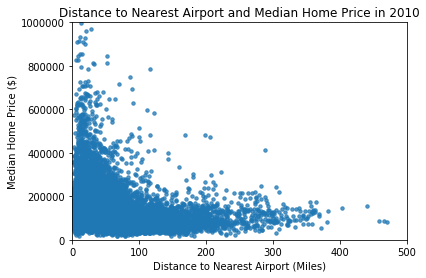 Distance to Nearest Airport and Median Home Price in 2010
1000000
800000
600000
400000
200000
0
Median Home Price ($)
0 100 200 300 400 500
Distance to Nearest Airport (Miles)